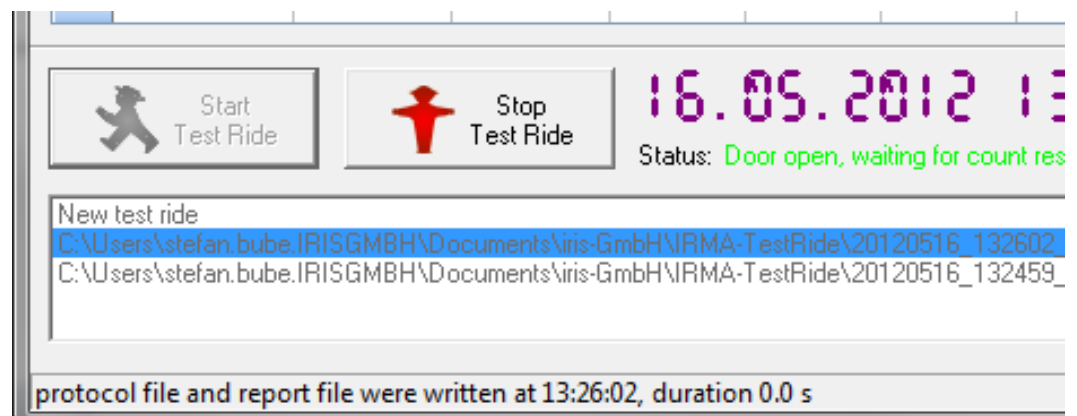 Start
Test Ride
Stop
Test Ride
16.05.2012 13
Status: Door open, waiting for count res
New test ride
C:\Users\stefan.bube.IRISGMBH\Documents\iris-GmbH\IRMA-TestRide\20120516_132602_
C:\Users\stefan.bube.IRISGMBH\Documents\iris-GmbH\IRMA-TestRide\20120516_132459_
protocol file and report file were written at 13:26:02, duration 0.0 s